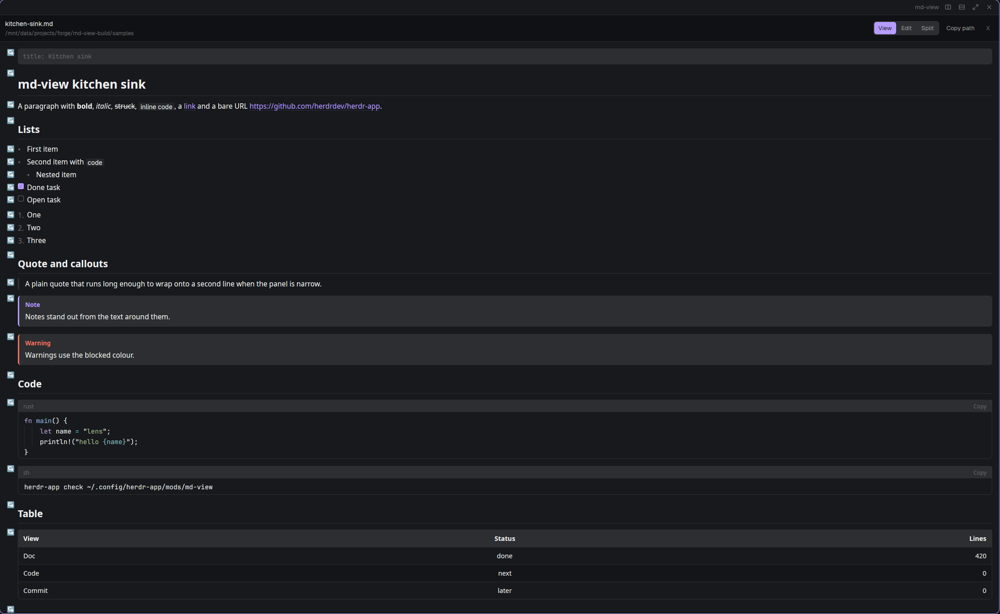 md-view
kitchen-sink.md
/mnt/data/projects/forge/md-view-build/samples
View Edit Split Copy path X
title: Kitchen sink
md-view kitchen sink
A paragraph with bold, italic, struck, inline code, a link and a bare URL https://github.com/herdrdev/herdr-app.
Lists
• First item
• Second item with code
• Nested item
Done task
Open task
1. One
2. Two
3. Three
Quote and callouts
A plain quote that runs long enough to wrap onto a second line when the panel is narrow.
Note
Notes stand out from the text around them.
Warning
Warnings use the blocked colour.
Code
rust Copy
fn main() {
let name = "lens";
println!("hello {name}");
}
sh Copy
herdr-app check ~/.config/herdr-app/mods/md-view
Table
View Status Lines
Doc done 420
Code next 0
Commit later 0